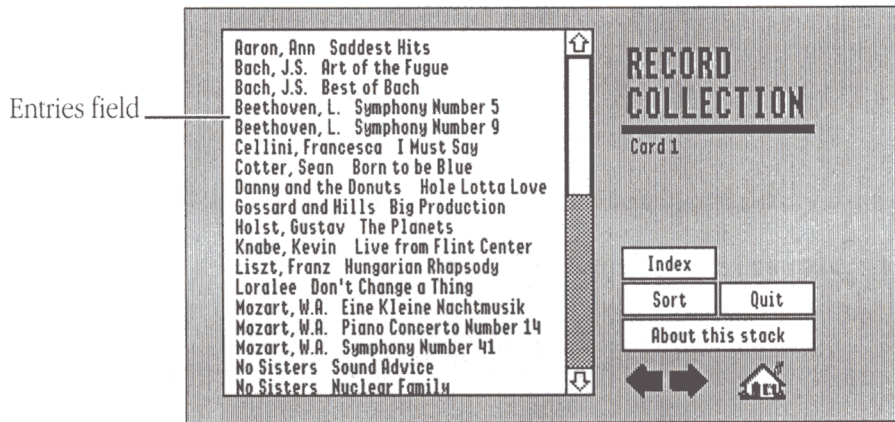 Entries field
Aaron, Ann Saddest Hits
Bach, J.S. Art of the Fugue
Bach, J.S. Best of Bach
Beethoven, L. Symphony Number 5
Beethoven, L. Symphony Number 9
Cellini, Francesca I Must Say
Cotter, Sean Born to be Blue
Danny and the Donuts Hole Lotta Love
Gossard and Hills Big Production
Holst, Gustav The Planets
Knabe, Kevin Live from Flint Center
Liszt, Franz Hungarian Rhapsody
Loralee Don't Change a Thing
Mozart, W.A. Eine Kleine Nachtmusik
Mozart, W.A. Piano Concerto Number 14
Mozart, W.A. Symphony Number 41
No Sisters Sound Advice
No Sisters Nuclear Family
RECORD
COLLECTION
Card 1
Index
Sort
Quit
About this stack